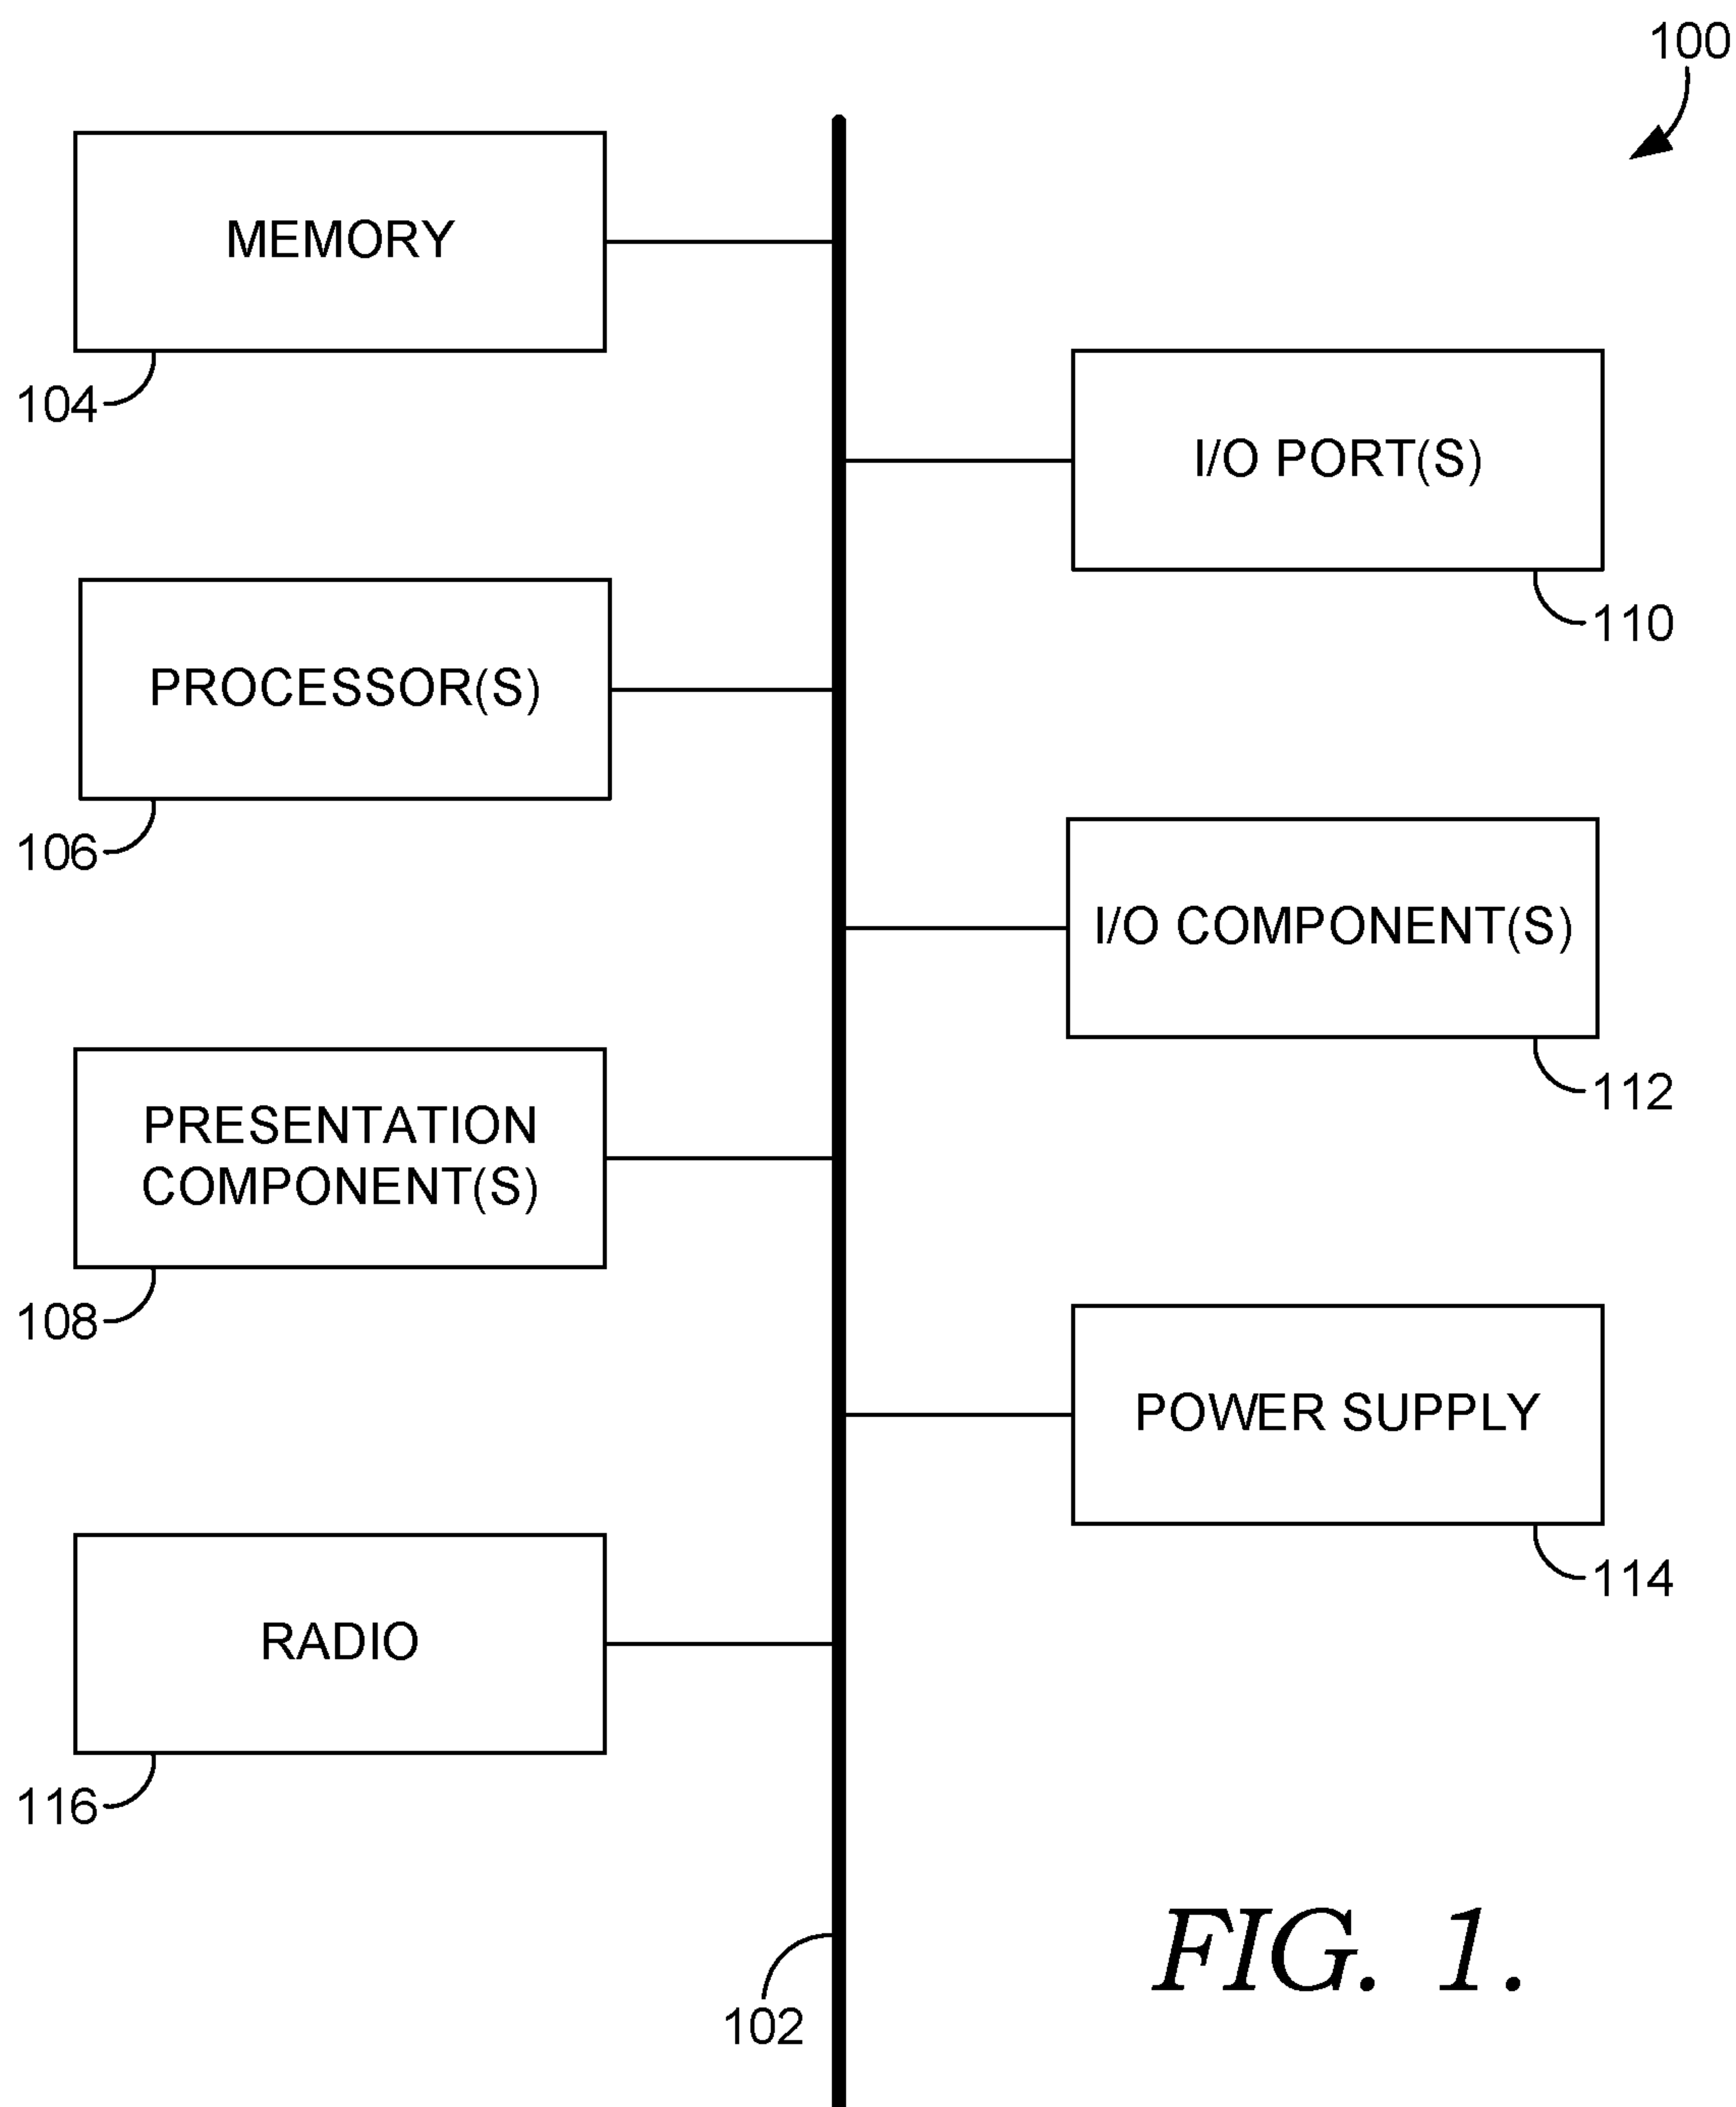 100
MEMORY
104
I/O PORT(S)
110
PROCESSOR(S)
106
I/O COMPONENT(S)
112
PRESENTATION
COMPONENT(S)
108
POWER SUPPLY
114
RADIO
116
102
FIG. 1.